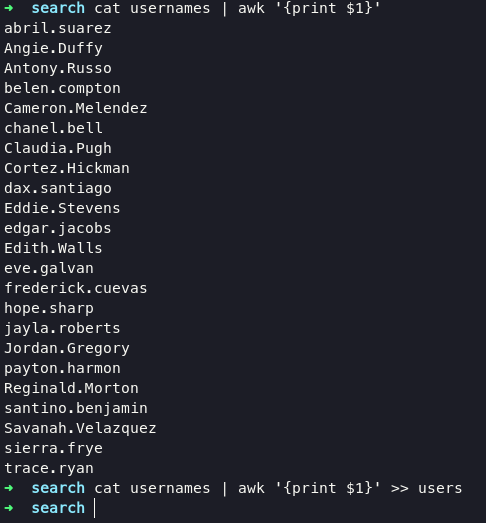 ➜  search cat usernames | awk '{print $1}'
abril.suarez
Angie.Duffy
Antony.Russo
belen.compton
Cameron.Melendez
chanel.bell
Claudia.Pugh
Cortez.Hickman
dax.santiago
Eddie.Stevens
edgar.jacobs
Edith.Walls
eve.galvan
frederick.cuevas
hope.sharp
jayla.roberts
Jordan.Gregory
payton.harmon
Reginald.Morton
santino.benjamin
Savanah.Velazquez
sierra.frye
trace.ryan
➜  search cat usernames | awk '{print $1}' >> users
➜  search